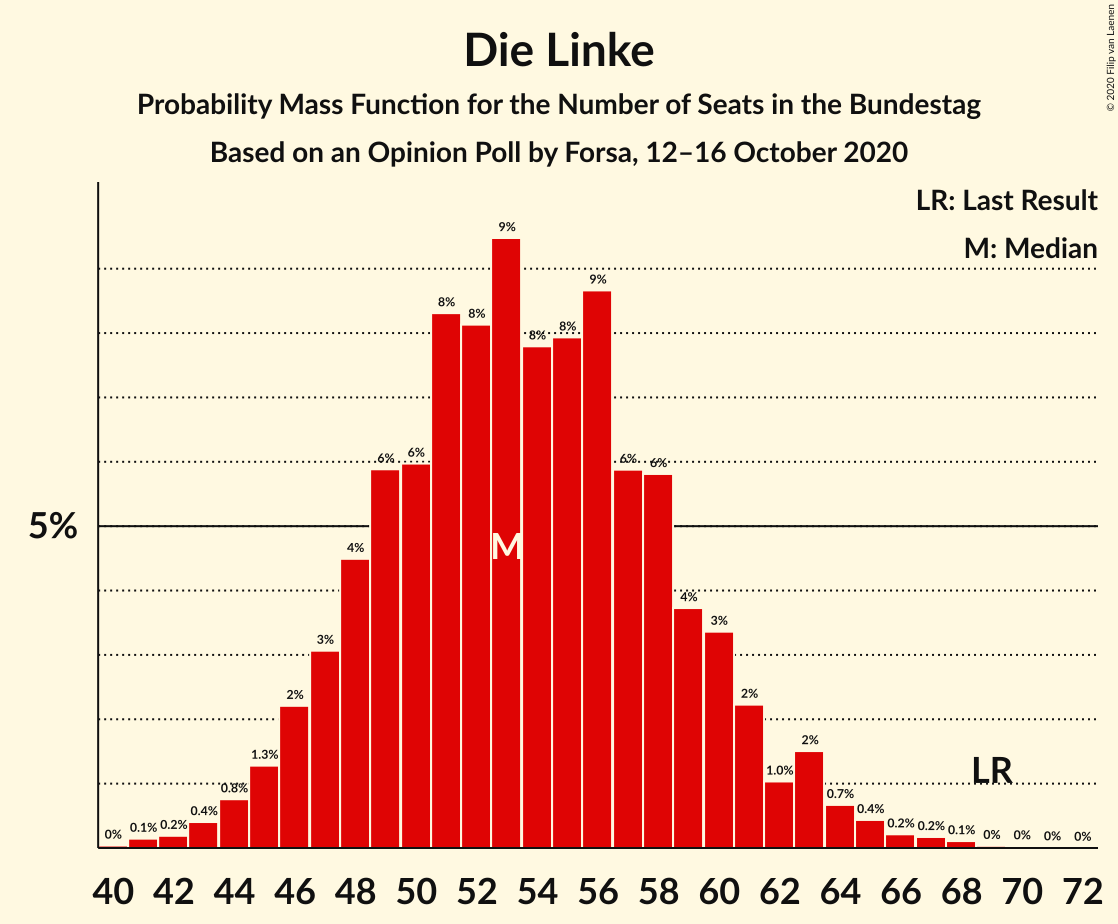 Die Linke
Probability Mass Function for the Number of Seats in the Bundestag
Based on an Opinion Poll by Forsa, 12–16 October 2020
© 2020 Filip van Laenen
LR: Last Result
M: Median
5%
0% 0.1% 0.2% 0.4% 0.8% 1.3% 2% 3% 4% 6% 6% 8% 8% 9% 8% 8% 9% 6% 6% 4% 3% 2% 1.0% 2% 0.7% 0.4% 0.2% 0.2% 0.1% 0% 0% 0% 0%
M
LR
40 42 44 46 48 50 52 54 56 58 60 62 64 66 68 70 72